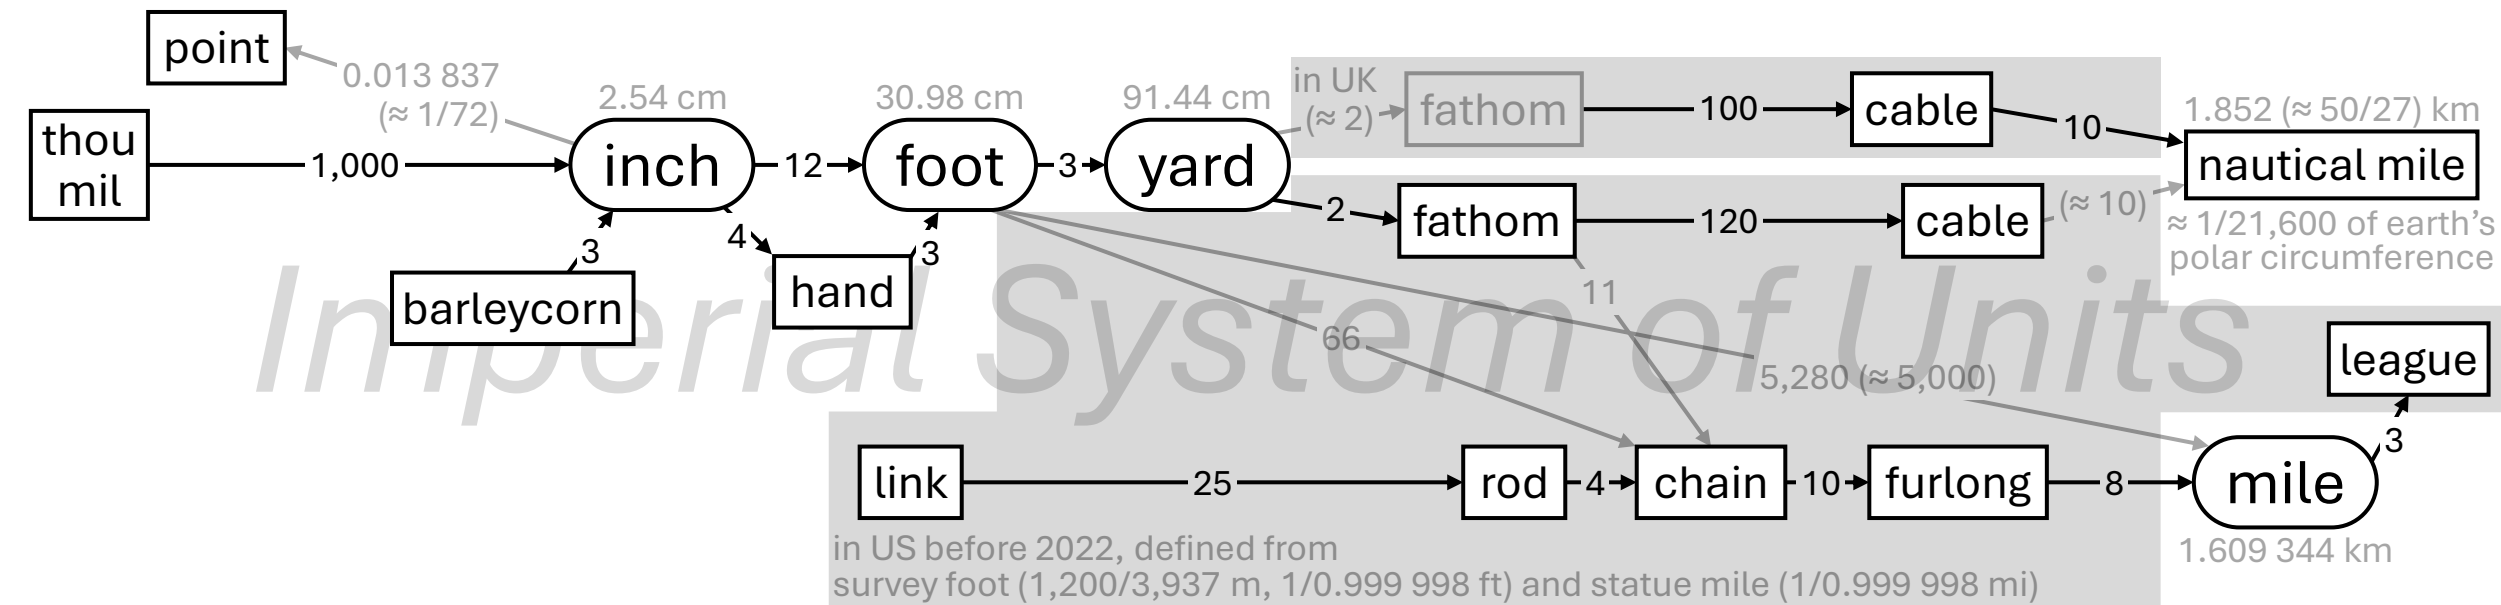 point
0.013 837
(≈ 1/72)
thou
mil
1,000
2.54 cm
inch
12
30.98 cm
foot
3
91.44 cm
yard
in UK
(≈ 2)
fathom
100
cable
10
1.852 (≈ 50/27) km
nautical mile
2
fathom
120
cable
(≈ 10)
≈ 1/21,600 of earth's
polar circumference
3
barleycorn
4
hand
3
11
66
5,280 (≈ 5,000)
Imperial System of Units
league
3
link
25
rod
4
chain
10
furlong
8
mile
1.609 344 km
in US before 2022, defined from
survey foot (1,200/3,937 m, 1/0.999 998 ft) and statue mile (1/0.999 998 mi)